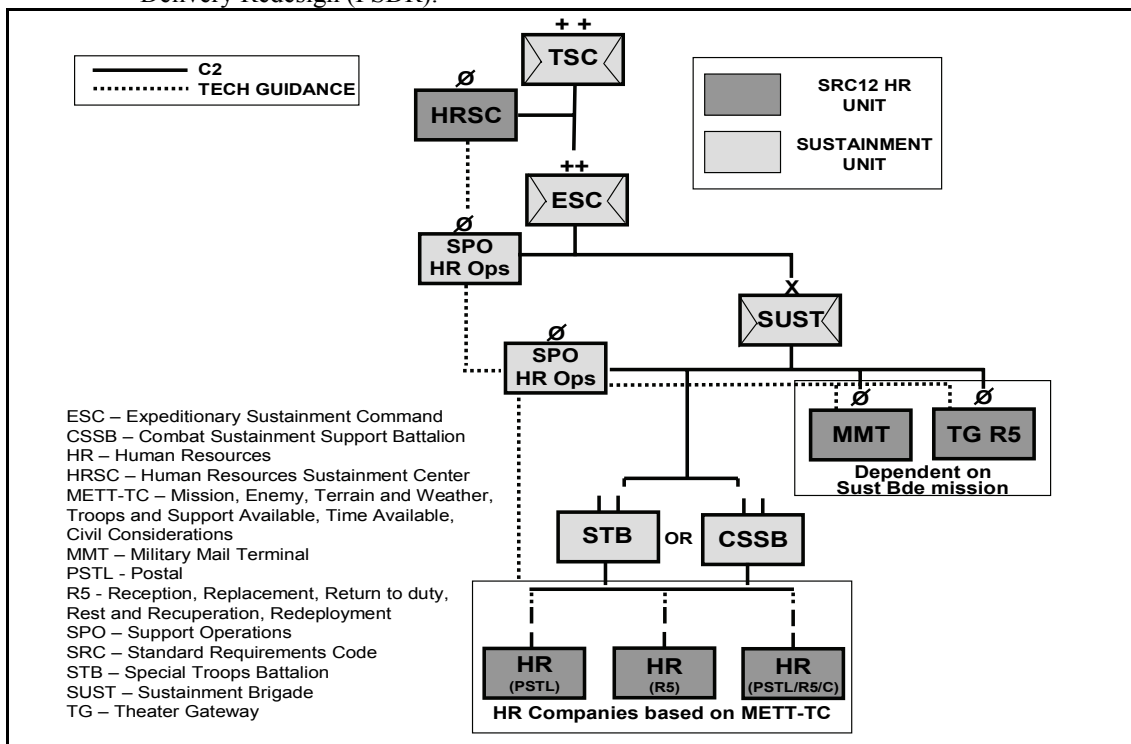 Delivery Redesign (PSDR).
C2
TECH GUIDANCE
+ +
TSC
Ø
HRSC
SRC12 HR
UNIT
SUSTAINMENT
UNIT
++
ESC
Ø
SPO
HR Ops
X
SUST
Ø
SPO
HR Ops
Ø
MMT
Ø
TG R5
Dependent on
Sust Bde mission
ESC – Expeditionary Sustainment Command
CSSB – Combat Sustainment Support Battalion
HR – Human Resources
HRSC – Human Resources Sustainment Center
METT-TC – Mission, Enemy, Terrain and Weather,
Troops and Support Available, Time Available,
Civil Considerations
MMT – Military Mail Terminal
PSTL - Postal
R5 - Reception, Replacement, Return to duty,
Rest and Recuperation, Redeployment
SPO – Support Operations
SRC – Standard Requirements Code
STB – Special Troops Battalion
SUST – Sustainment Brigade
TG – Theater Gateway
STB
OR
CSSB
HR
(PSTL)
HR
(R5)
HR
(PSTL/R5/C)
HR Companies based on METT-TC